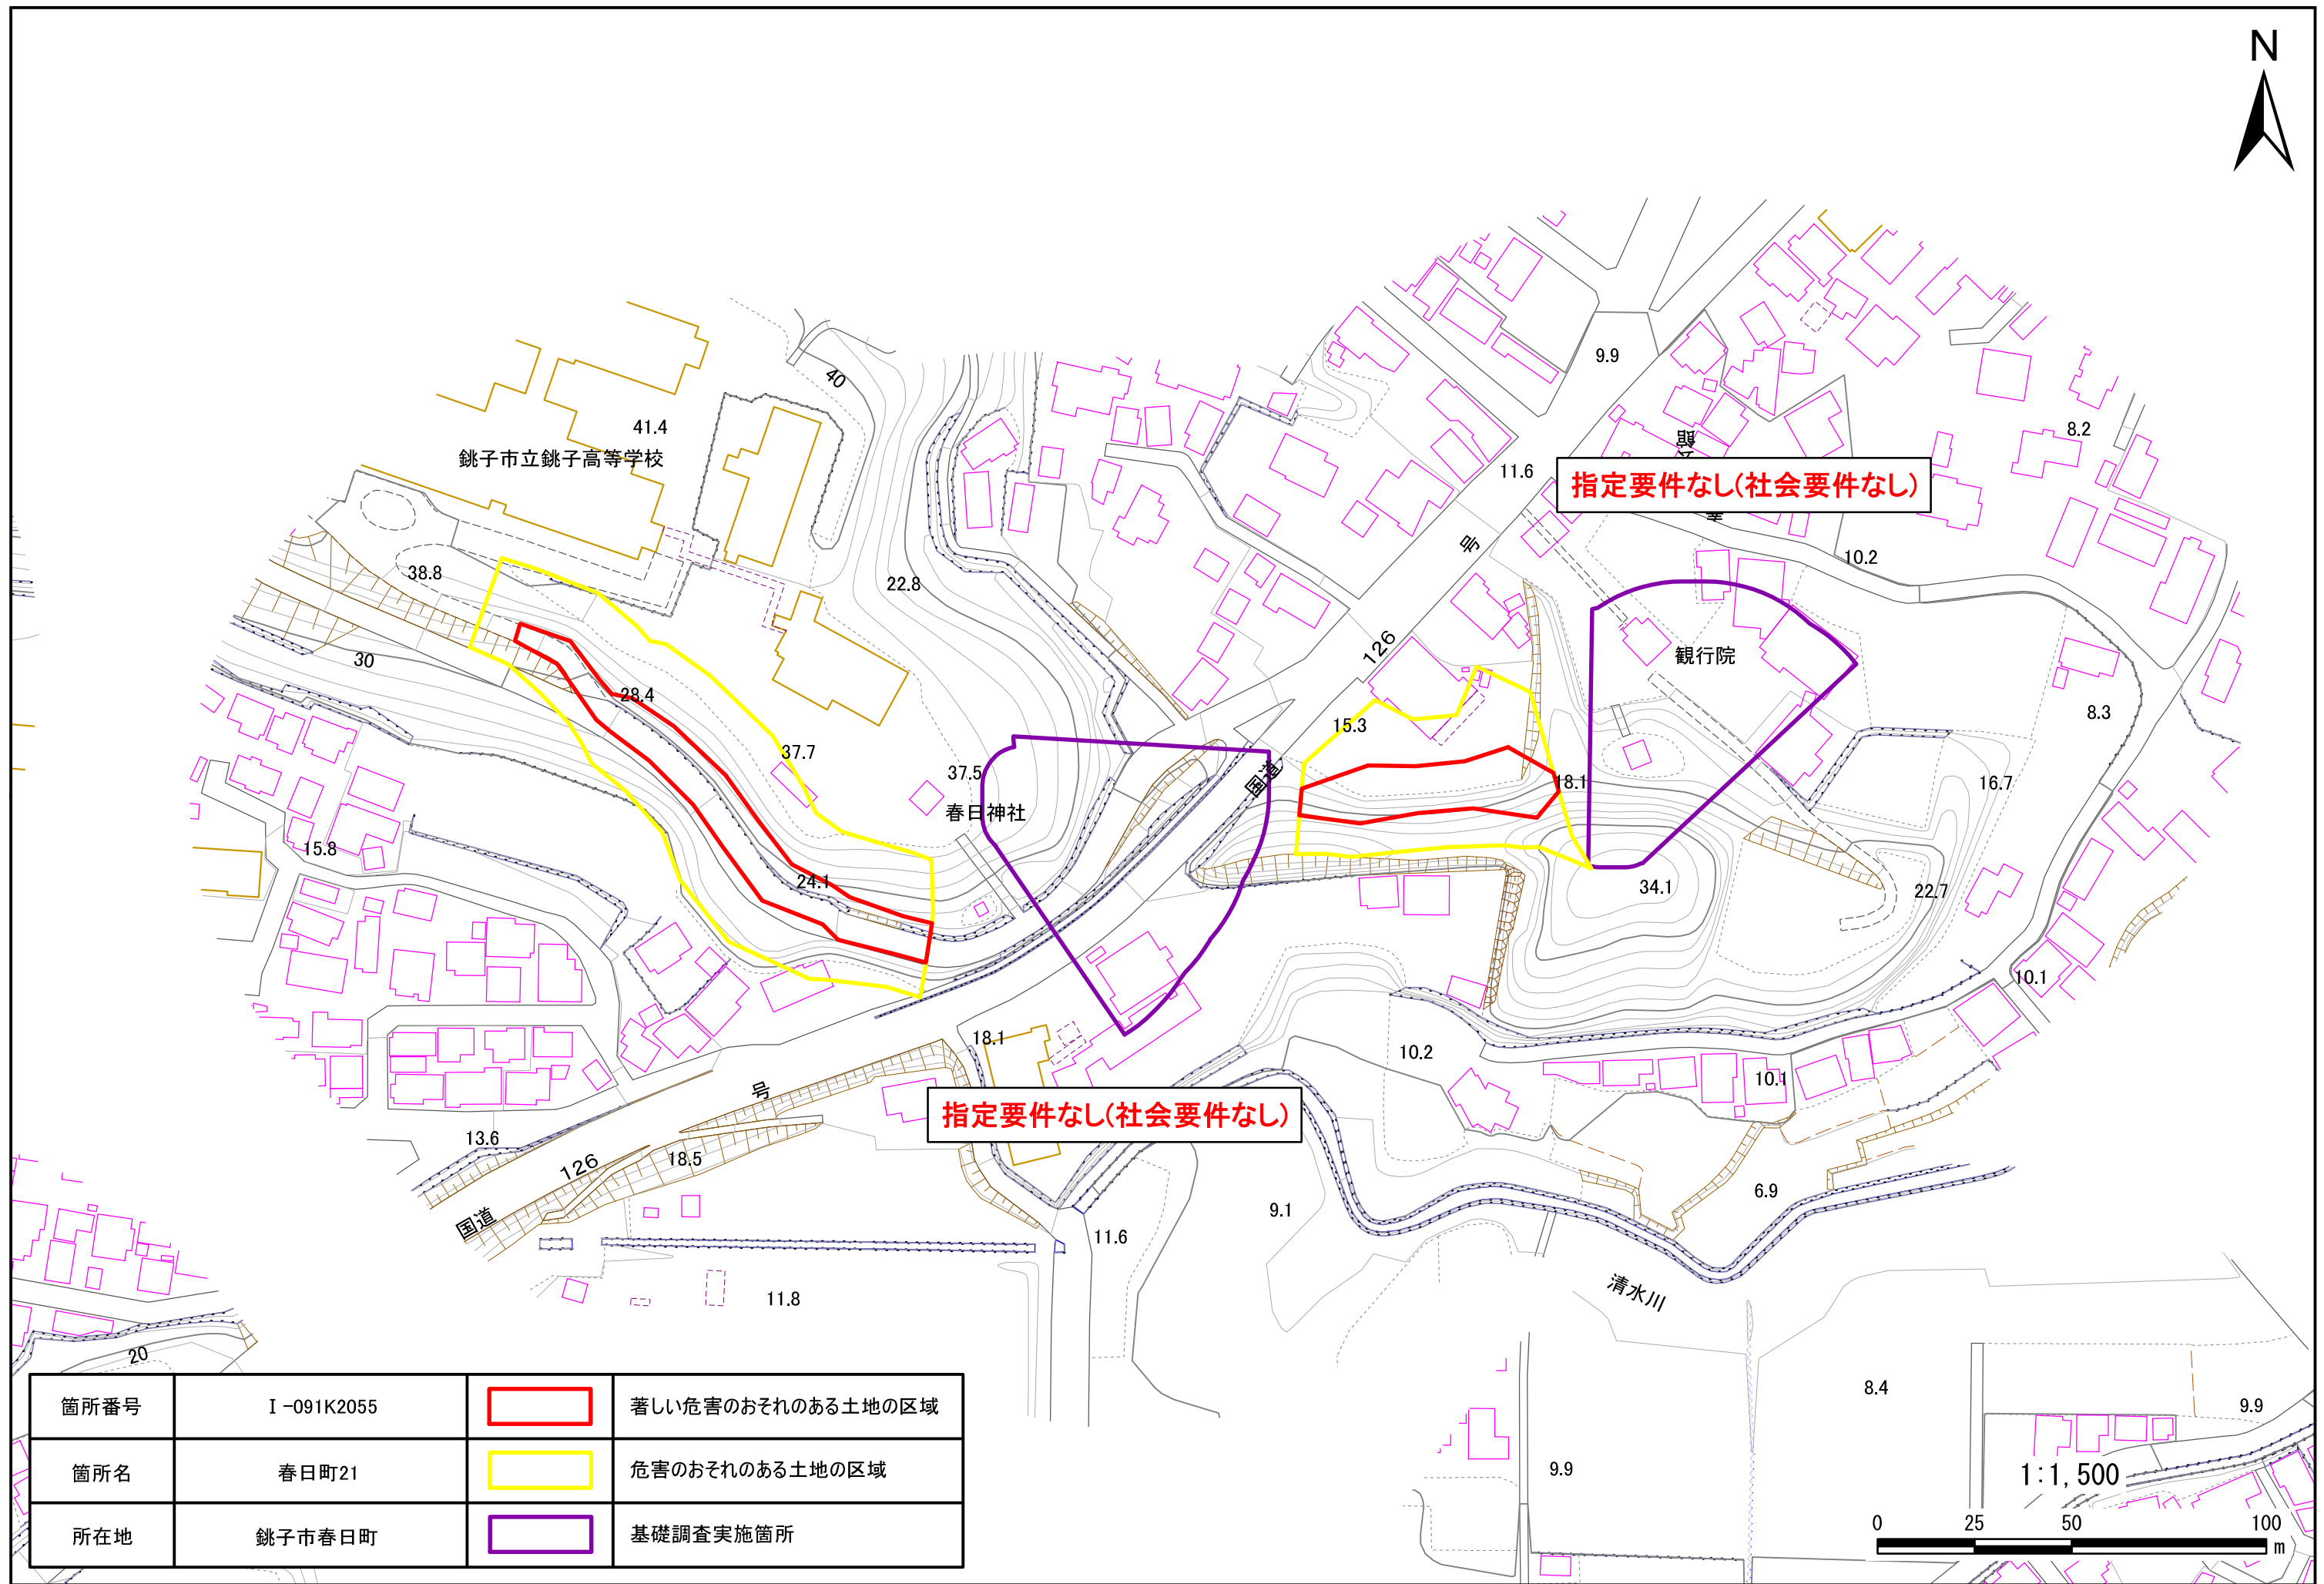 N
9.9
40
41.4
銚子市立銚子高等学校
8.2
11.6
指定要件なし(社会要件なし)
号
10.2
38.8
22.8
126
観行院
30
28.4
15.3
8.3
37.7
37.5
国道
18.1
16.7
春日神社
15.8
24.1
34.1
22.7
10.1
18.1
10.2
10.1
号
指定要件なし(社会要件なし)
13.6
126
18.5
6.9
国道
9.1
11.6
清水川
11.8
20
8.4
9.9
9.9
箇所番号 Ⅰ-091K2055 著しい危害のおそれのある土地の区域
箇所名 春日町21 危害のおそれのある土地の区域
所在地 銚子市春日町 基礎調査実施箇所
1:1,500
0 25 50 100
m